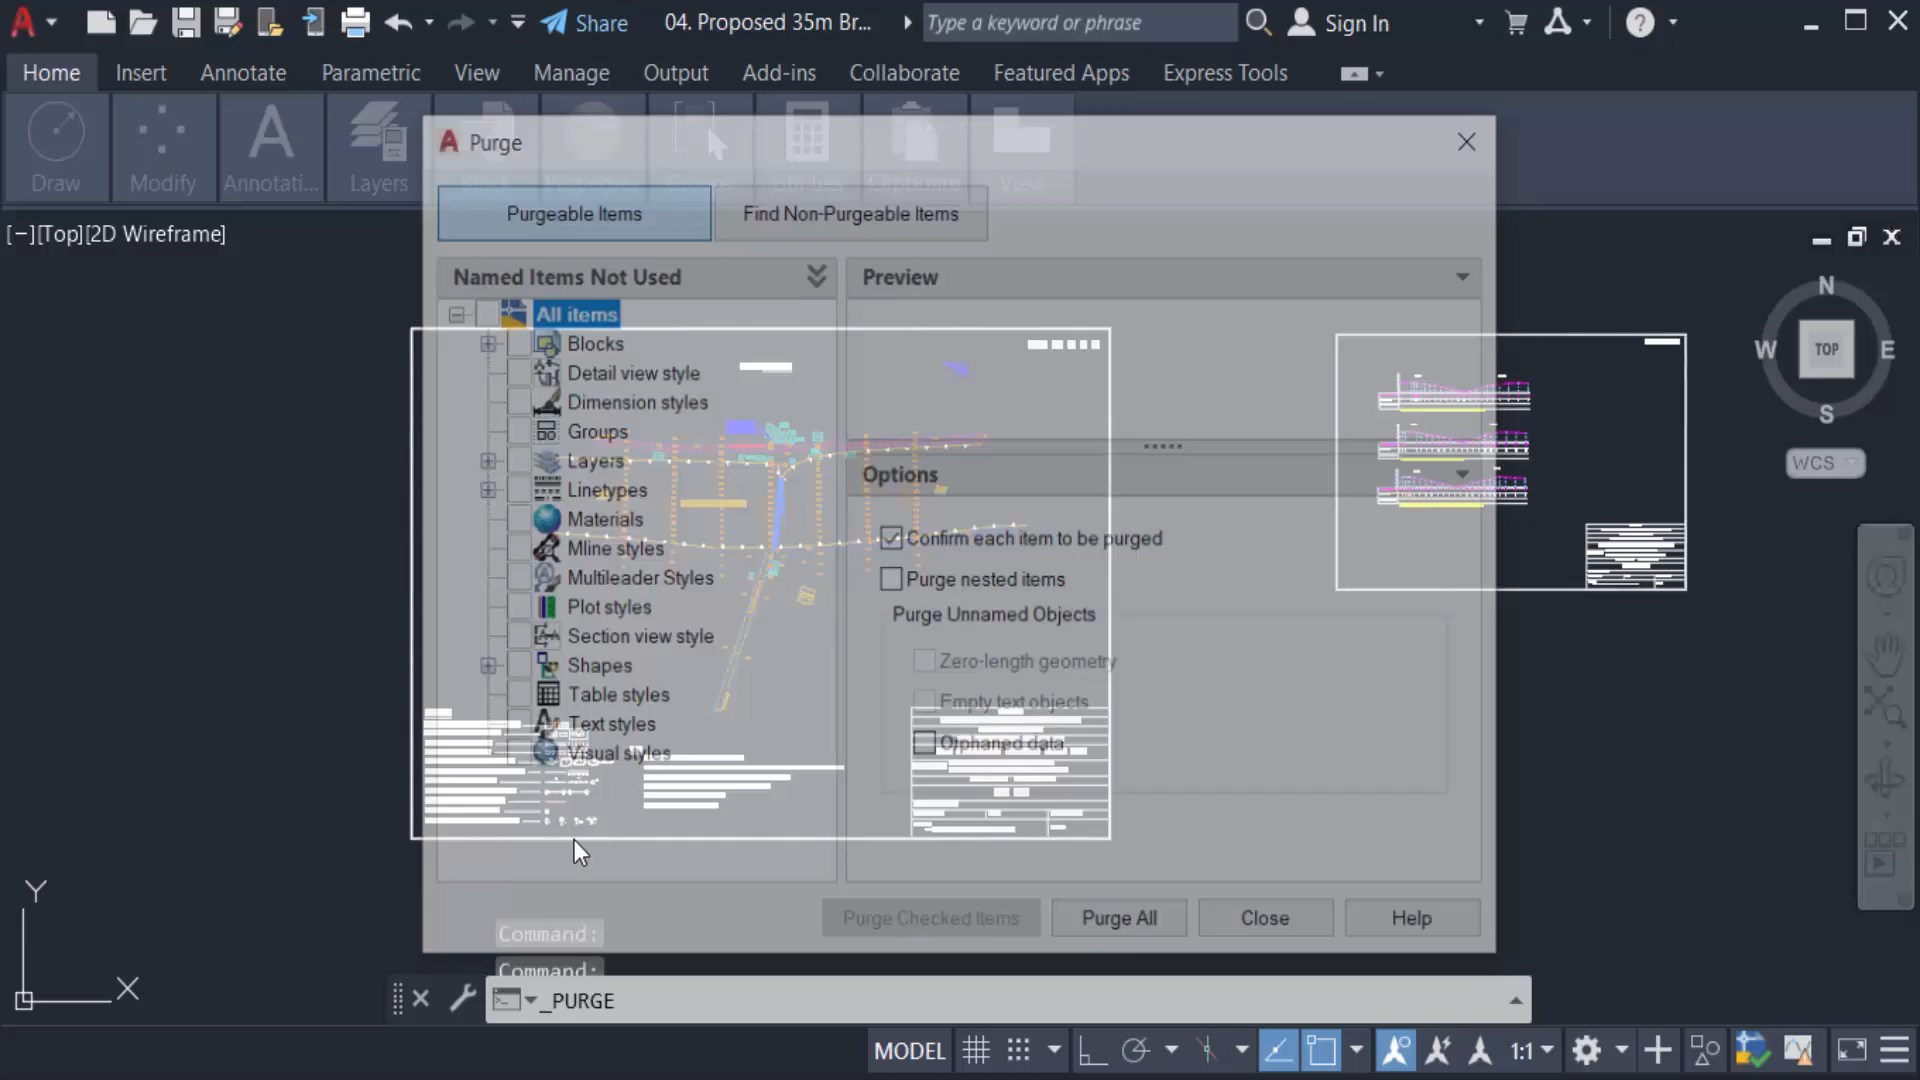 Share
04. Proposed 35m Br...
Type a keyword or phrase
Sign In
Home
Insert
Annotate
Parametric
View
Manage
Output
Add-ins
Collaborate
Featured Apps
Express Tools
Draw
Modify
Annotati...
Layers
Clipboard
View
Purge
Purgeable Items
Find Non-Purgeable Items
[−][Top][2D Wireframe]
Named Items Not Used
Preview
All items
Blocks
Detail view style
Dimension styles
Groups
Layers
Linetypes
Materials
Mline styles
Multileader Styles
Plot styles
Section view style
Shapes
Table styles
Text styles
Visual styles
Options
Confirm each item to be purged
Purge nested items
Purge Unnamed Objects
Zero-length geometry
Empty text objects
Orphaned data
N
W
TOP
E
S
WCS
Purge Checked Items
Purge All
Close
Help
Y
X
Command:
Command:
_PURGE
MODEL
1:1